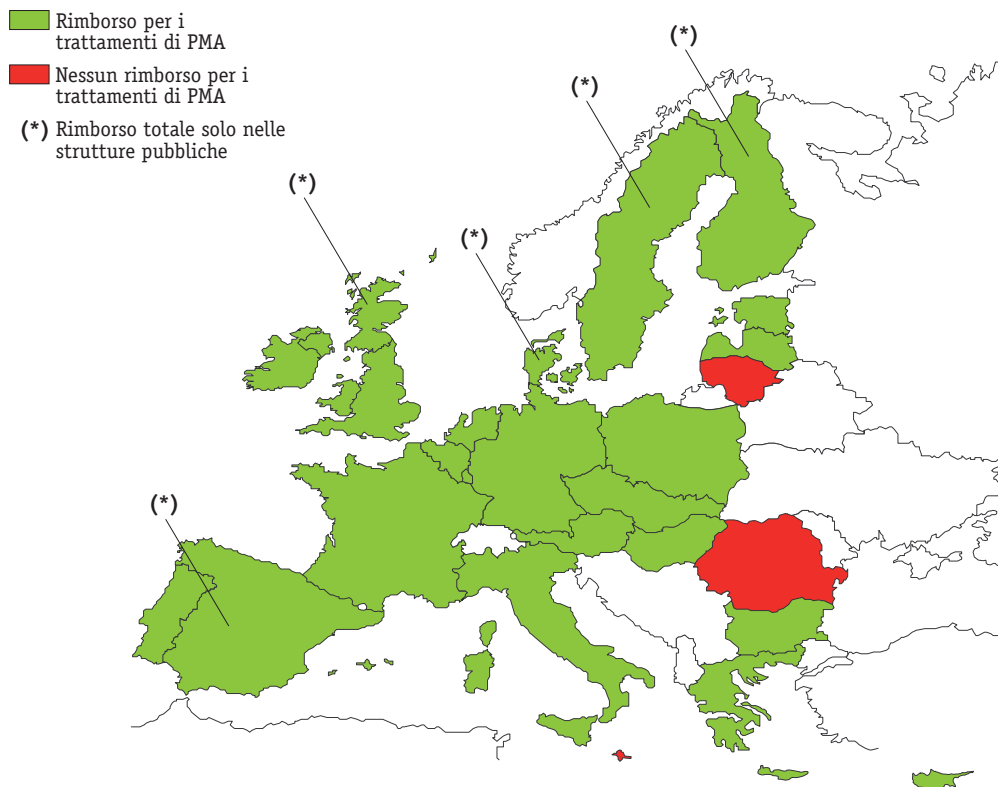 Rimborso per i
trattamenti di PMA
Nessun rimborso per i
trattamenti di PMA
(*) Rimborso totale solo nelle
strutture pubbliche
(*)
(*)
(*)
(*)
(*)